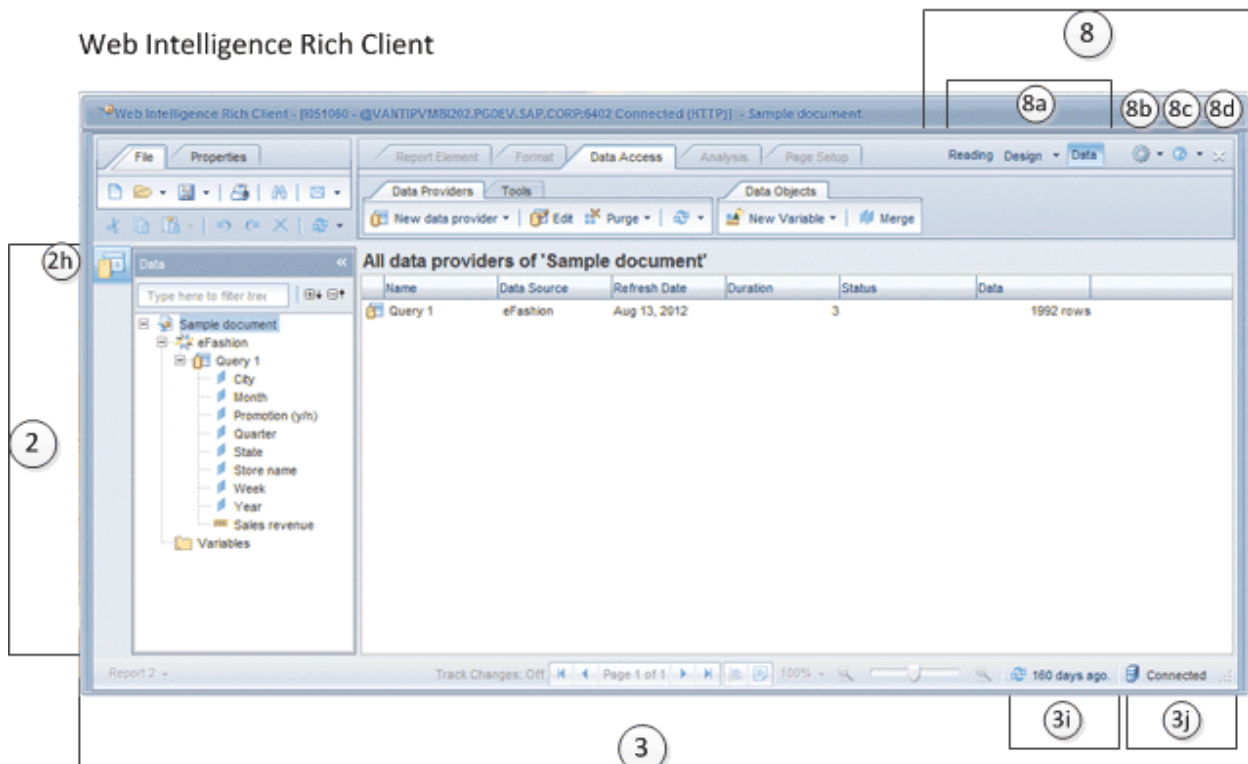 Web Intelligence Rich Client
8
8a
8b
8c
8d
Web Intelligence Rich Client - [I051060 - @VANTIPVMBI202.PGDEV.SAP.CORP:6402 Connected (HTTP)] - Sample document
File Properties
Report Element Format Data Access Analysis Page Setup
Reading Design Data
Data Providers Tools
Data Objects
New data provider Edit Purge
New Variable Merge
2h
Data
Type here to filter tree
All data providers of 'Sample document'
Name Data Source Refresh Date Duration Status Data
Query 1 eFashion Aug 13, 2012 3 1992 rows
Sample document
eFashion
Query 1
City
Month
Promotion (y/n)
Quarter
State
Store name
Week
Year
Sales revenue
Variables
2
Report 2
Track Changes: Off Page 1 of 1 100% 160 days ago. Connected
3i
3j
3